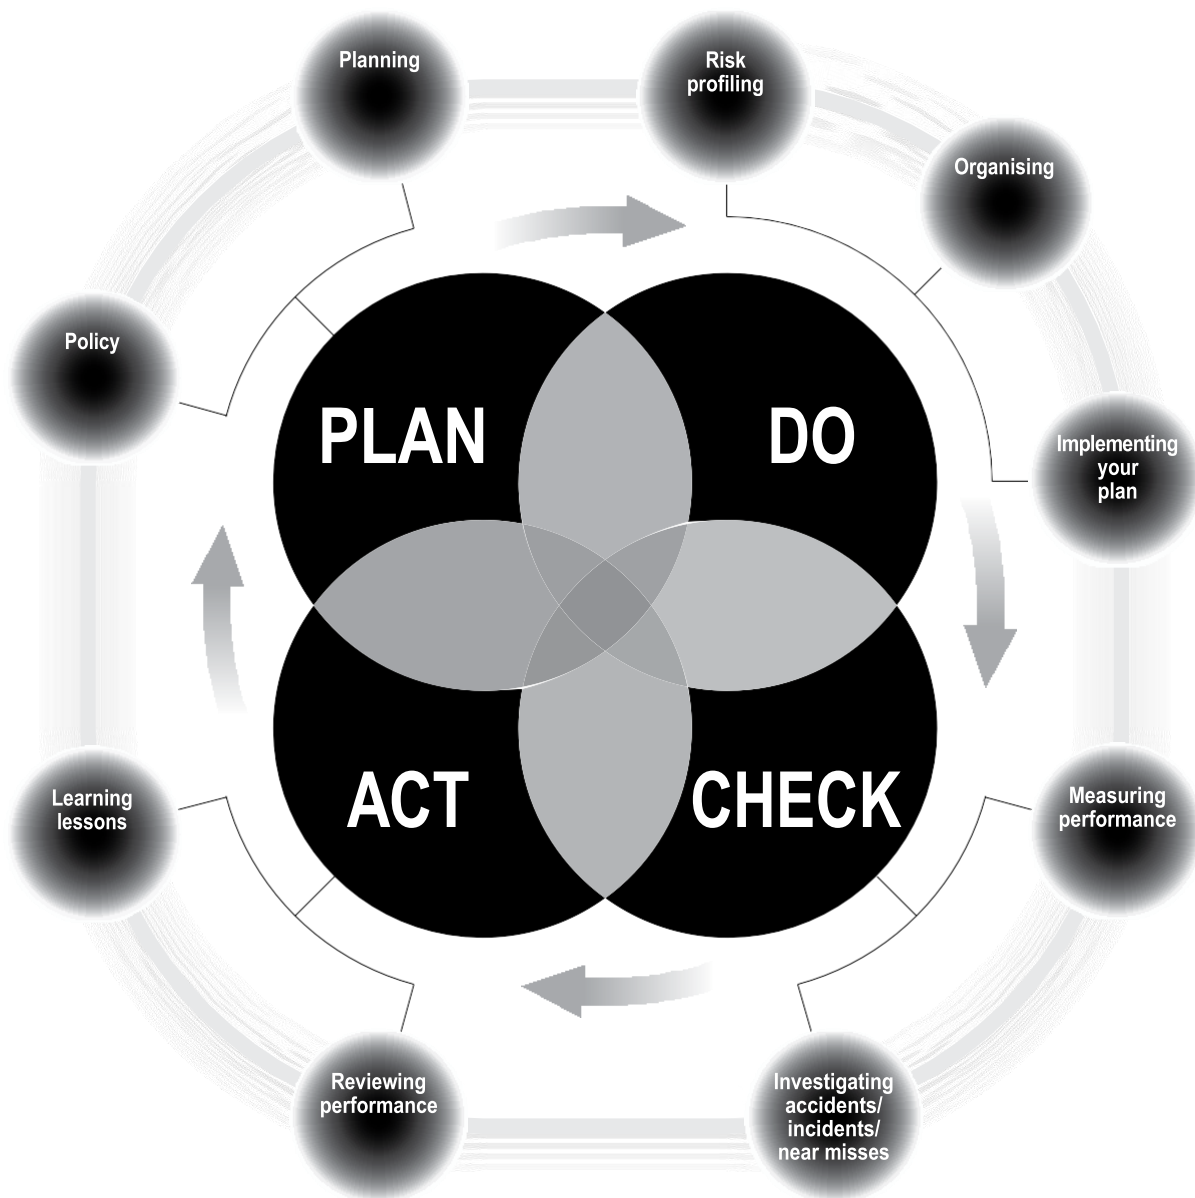 Planning
Risk
profiling
Organising
Policy
PLAN
DO
Implementing
your
plan
Learning
lessons
ACT
CHECK
Measuring
performance
Reviewing
performance
Investigating
accidents/
incidents/
near misses